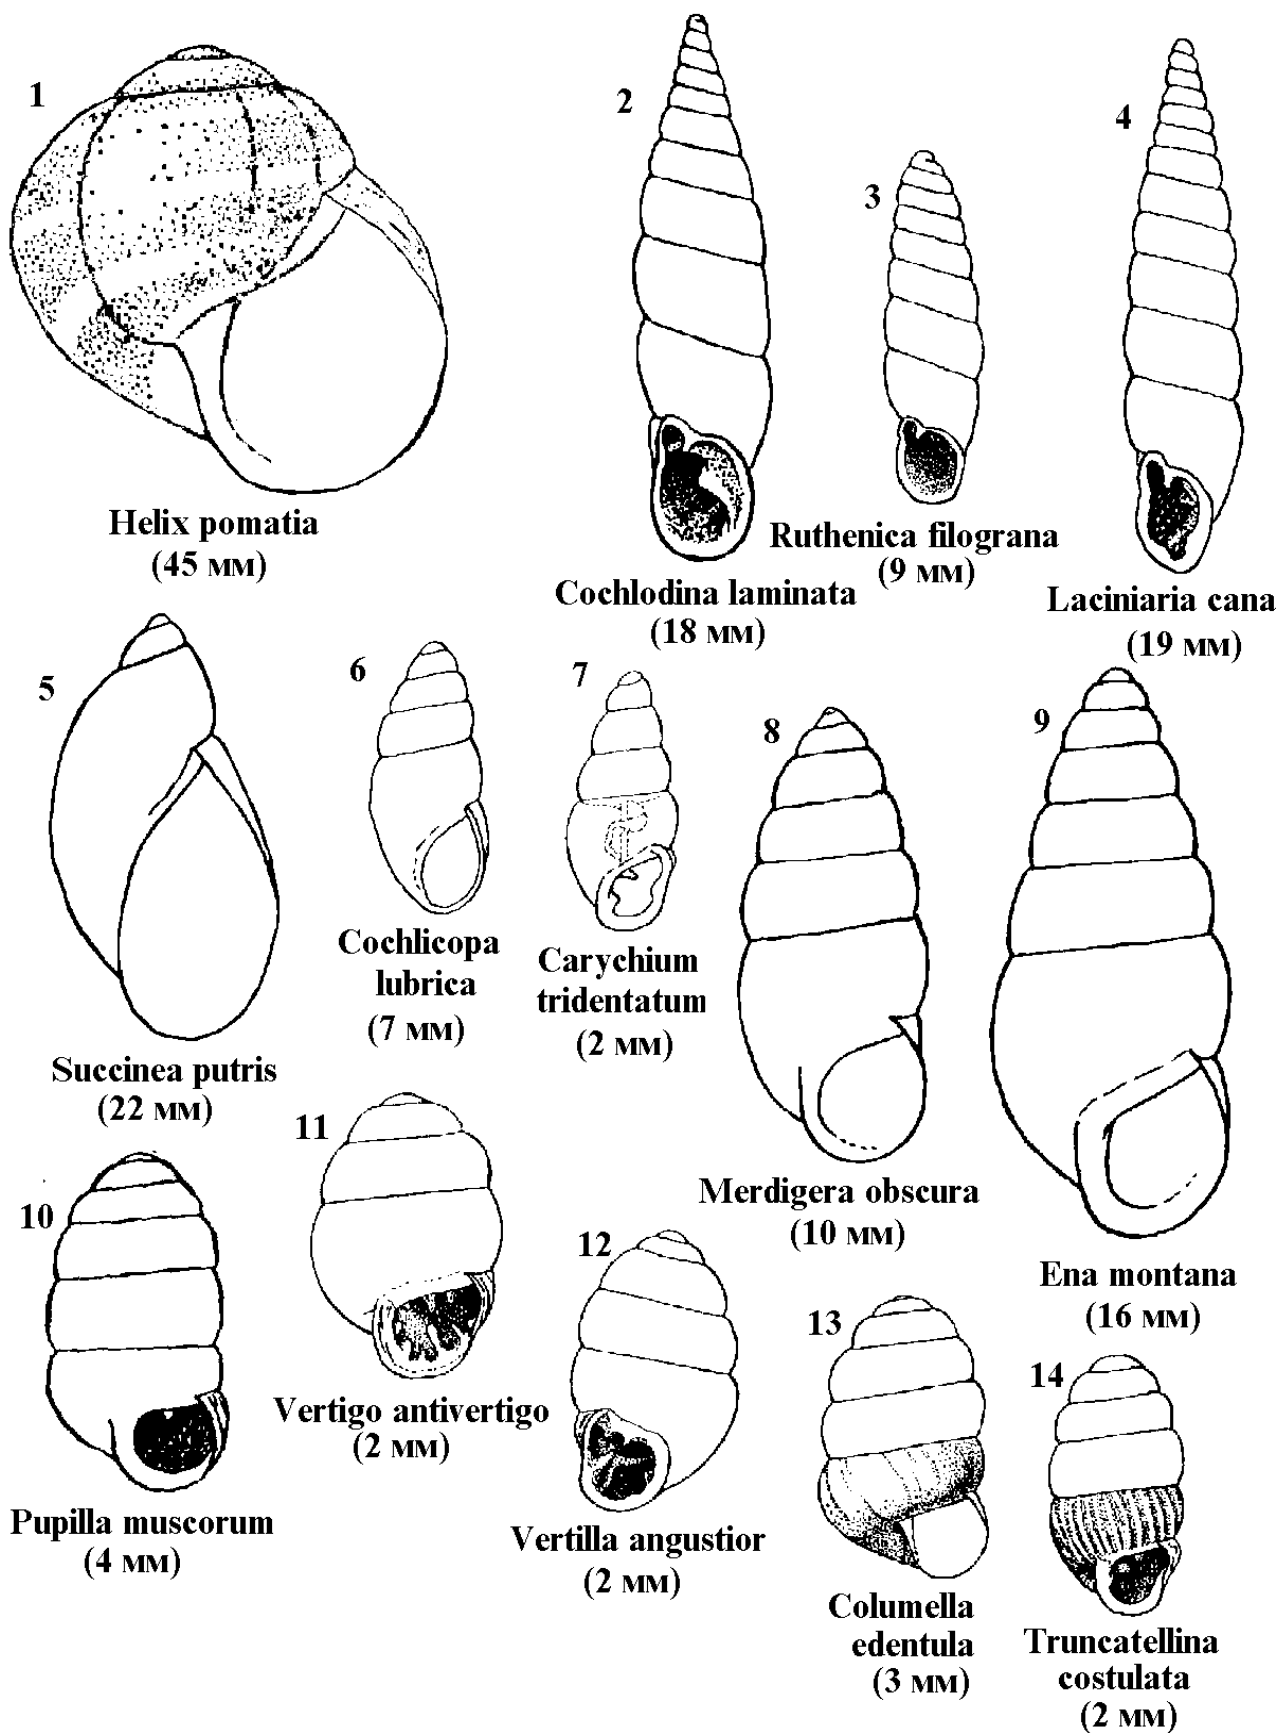 1
Helix pomatia
(45 мм)
2
Cochlodina laminata
(18 мм)
3
Ruthenica filograna
(9 мм)
4
Laciniaria cana
(19 мм)
5
Succinea putris
(22 мм)
6
Cochlicopa
lubrica
(7 мм)
7
Carychium
tridentatum
(2 мм)
8
Merdigera obscura
(10 мм)
9
Ena montana
(16 мм)
10
Pupilla muscorum
(4 мм)
11
Vertigo antivertigo
(2 мм)
12
Vertilla angustior
(2 мм)
13
Columella
edentula
(3 мм)
14
Truncatellina
costulata
(2 мм)